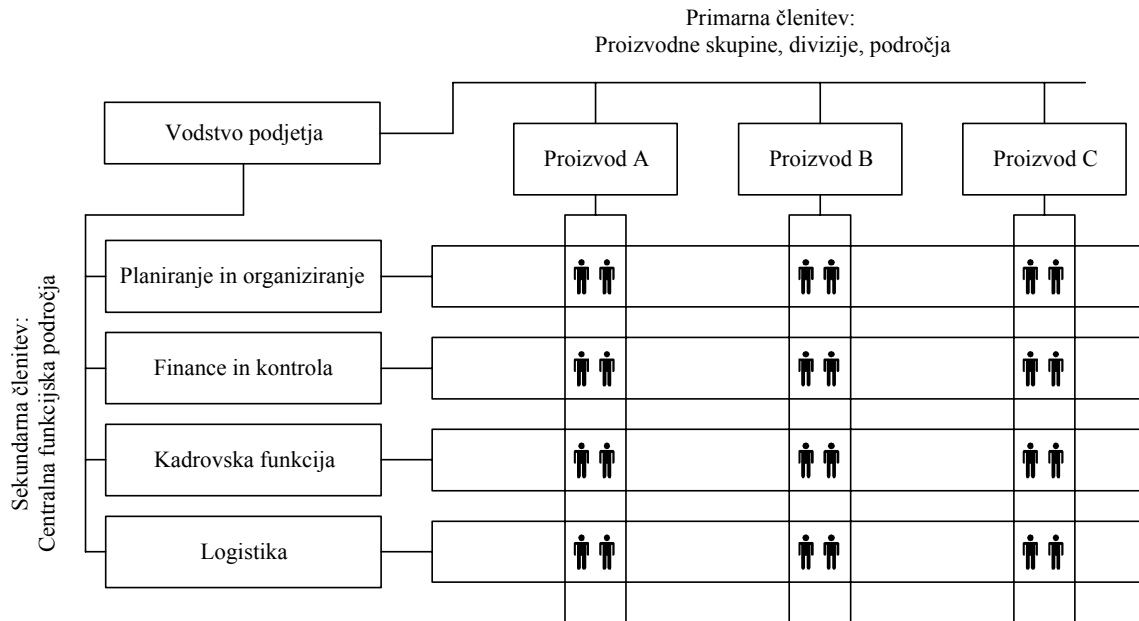 Primarna členitev:
Proizvodne skupine, divizije, področja
Vodstvo podjetja
Proizvod A
Proizvod B
Proizvod C
Sekundarna členitev:
Centralna funkcijska področja
Planiranje in organiziranje
Finance in kontrola
Kadrovska funkcija
Logistika